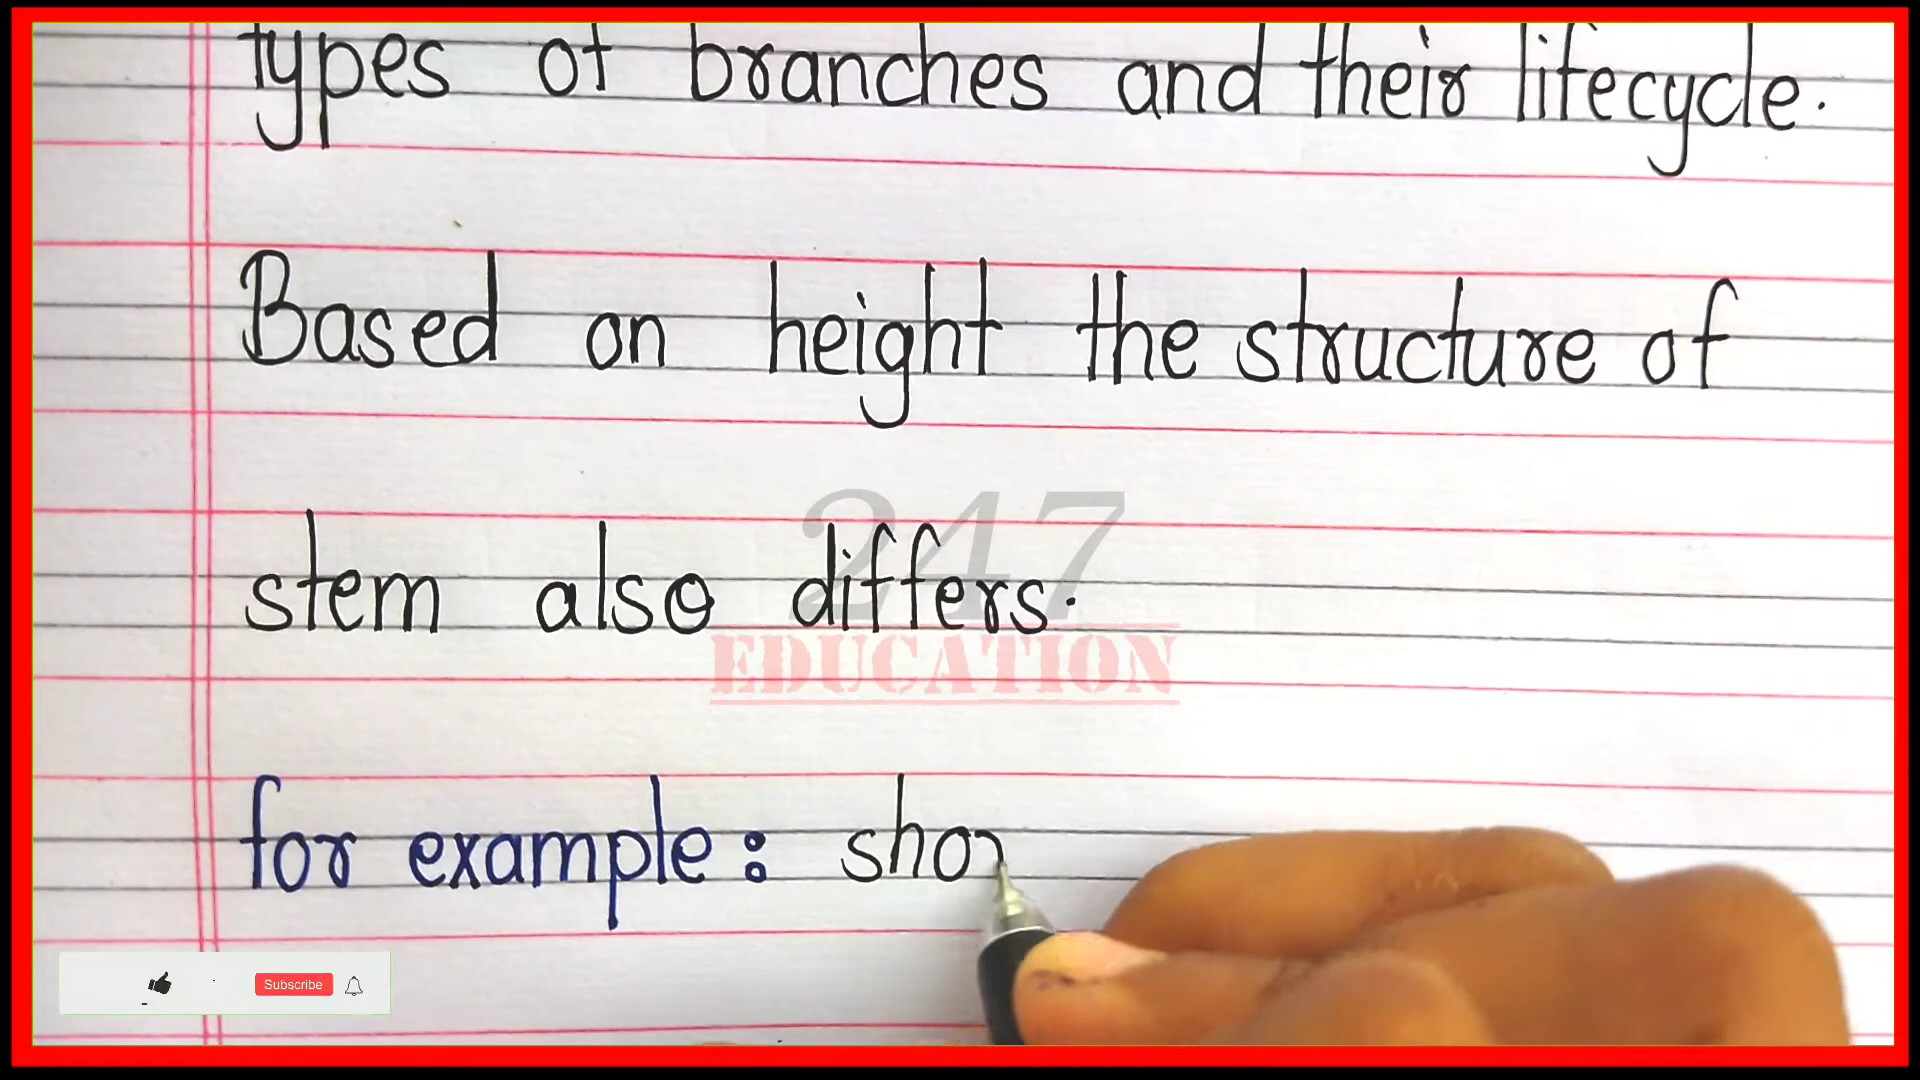 types of branches and their lifecycle.
Based on height the structure of
stem also differs.
247
EDUCATION
for example: shor
Subscribe